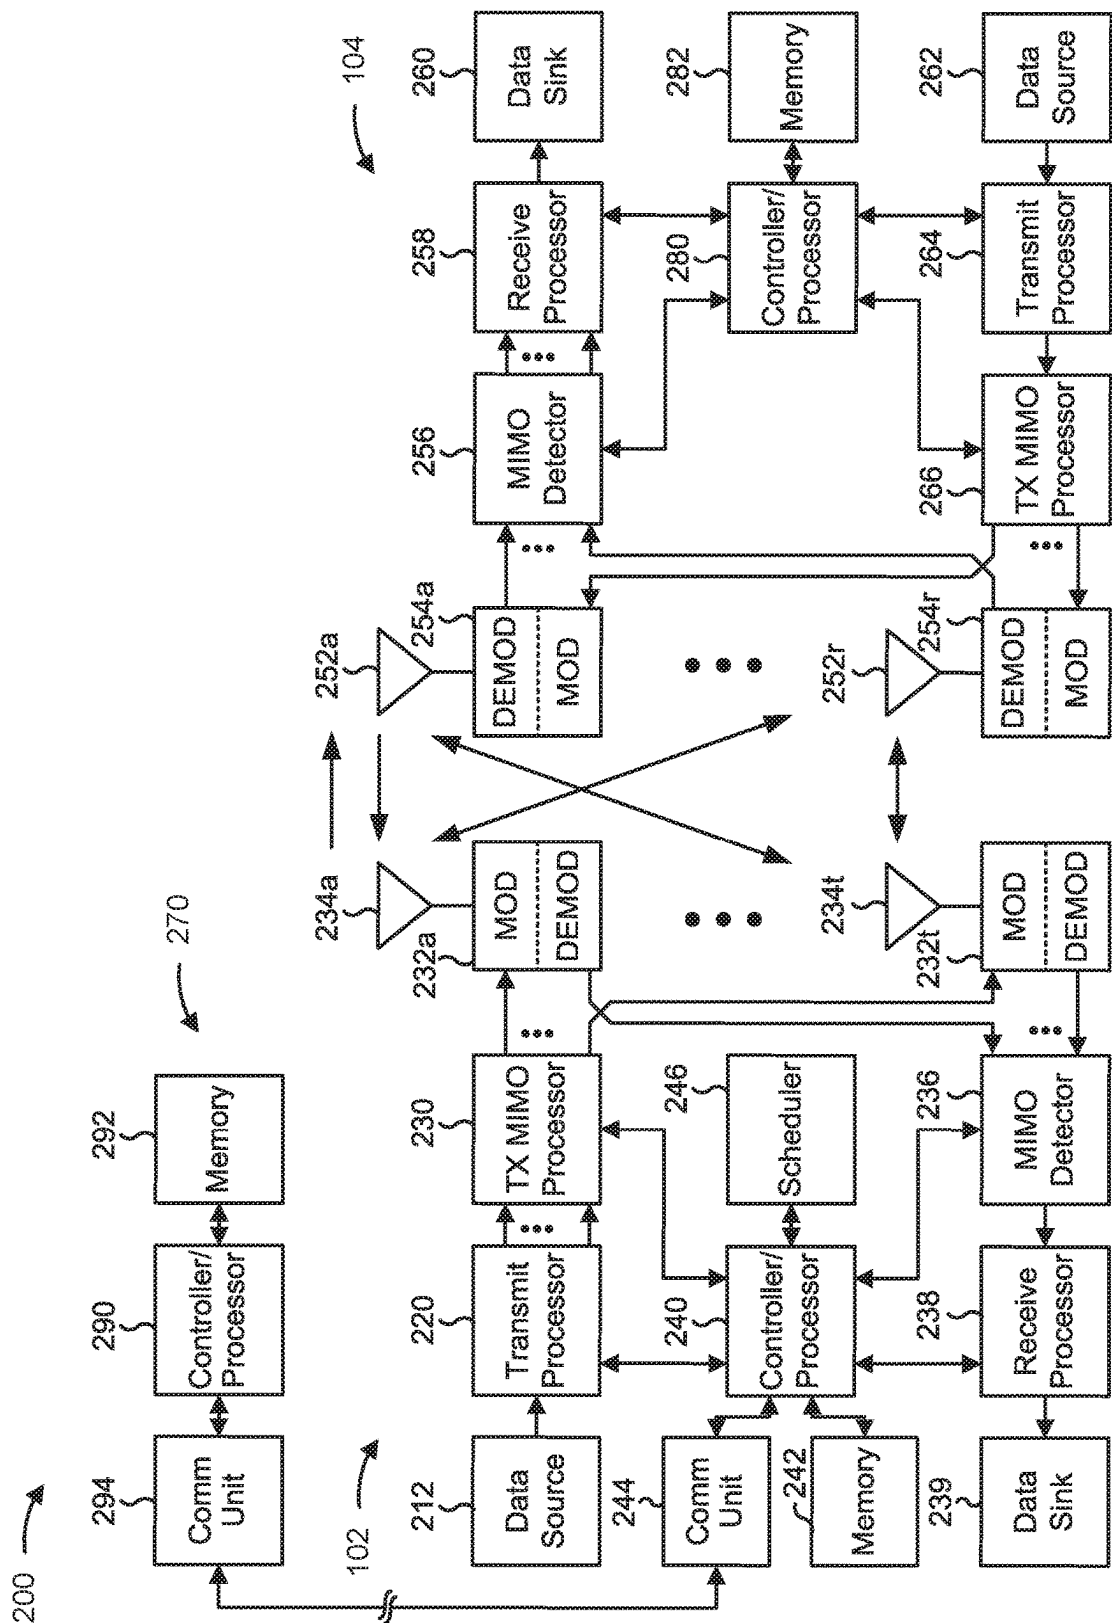 200
294
Comm
Unit
290
Controller/
Processor
292
Memory
270
102
104
212
Data
Source
220
Transmit
Processor
230
TX MIMO
Processor
232a
MOD
DEMOD
234a
252a
254a
DEMOD
MOD
256
MIMO
Detector
258
Receive
Processor
260
Data
Sink
244
Comm
Unit
242
Memory
240
Controller/
Processor
246
Scheduler
280
Controller/
Processor
282
Memory
239
Data
Sink
238
Receive
Processor
236
MIMO
Detector
232t
MOD
DEMOD
234t
252r
254r
DEMOD
MOD
266
TX MIMO
Processor
264
Transmit
Processor
262
Data
Source